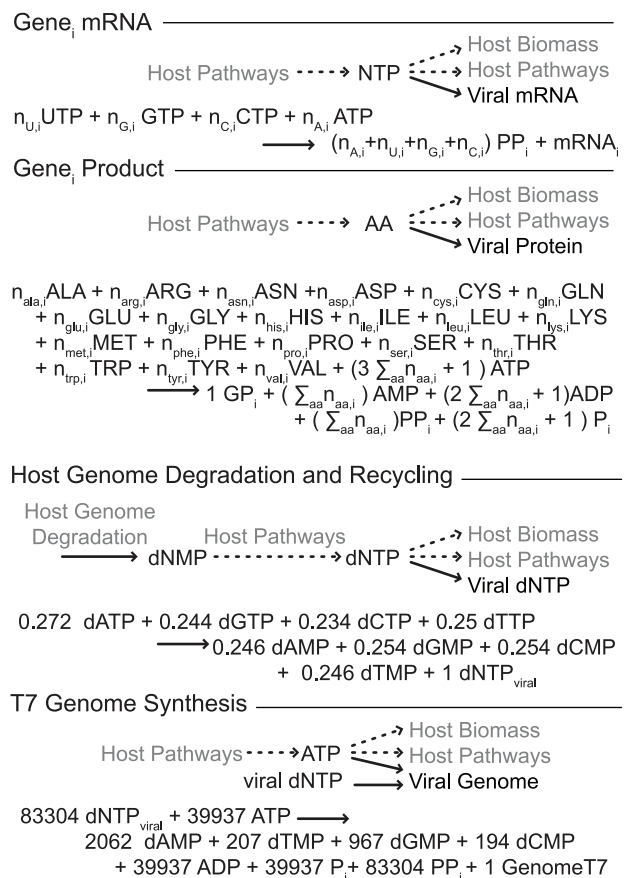 Gene_i mRNA
Host Biomass
Host Pathways NTP Host Pathways
Viral mRNA
n_U,i UTP + n_G,i GTP + n_C,i CTP + n_A,i ATP
(n_A,i+n_U,i+n_G,i+n_C,i) PP_i + mRNA_i
Gene_i Product
Host Biomass
Host Pathways AA Host Pathways
Viral Protein
n_ala,i ALA + n_arg,i ARG + n_asn,i ASN +n_asp,i ASP + n_cys,i CYS + n_gln,i GLN
+ n_glu,i GLU + n_gly,i GLY + n_his,i HIS + n_ile,i ILE + n_leu,i LEU + n_lys,i LYS
+ n_met,i MET + n_phe,i PHE + n_pro,i PRO + n_ser,i SER + n_thr,i THR
+ n_trp,i TRP + n_tyr,i TYR + n_val,i VAL + (3 ∑_aa n_aa,i + 1 ) ATP
1 GP_i + ( ∑_aa n_aa,i ) AMP + (2 ∑_aa n_aa,i + 1)ADP
+ ( ∑_aa n_aa,i )PP_i + (2 ∑_aa n_aa,i + 1 ) P_i
Host Genome Degradation and Recycling
Host Genome
Degradation
Host Pathways
Host Biomass
dNMP dNTP Host Pathways
Viral dNTP
0.272 dATP + 0.244 dGTP + 0.234 dCTP + 0.25 dTTP
0.246 dAMP + 0.254 dGMP + 0.254 dCMP
+ 0.246 dTMP + 1 dNTP_viral
T7 Genome Synthesis
Host Biomass
Host Pathways ATP Host Pathways
viral dNTP Viral Genome
83304 dNTP_viral + 39937 ATP
2062 dAMP + 207 dTMP + 967 dGMP + 194 dCMP
+ 39937 ADP + 39937 P_i + 83304 PP_i + 1 GenomeT7